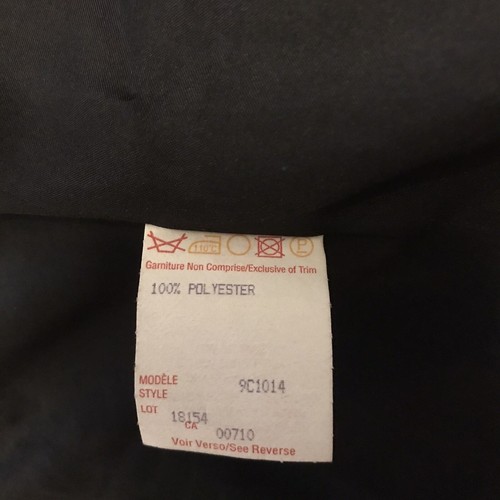 110°C P
Garniture Non Comprise/Exclusive of Trim
100% POLYESTER
MODÈLE
STYLE 9C1014
LOT 18154
CA 00710
Voir Verso/See Reverse